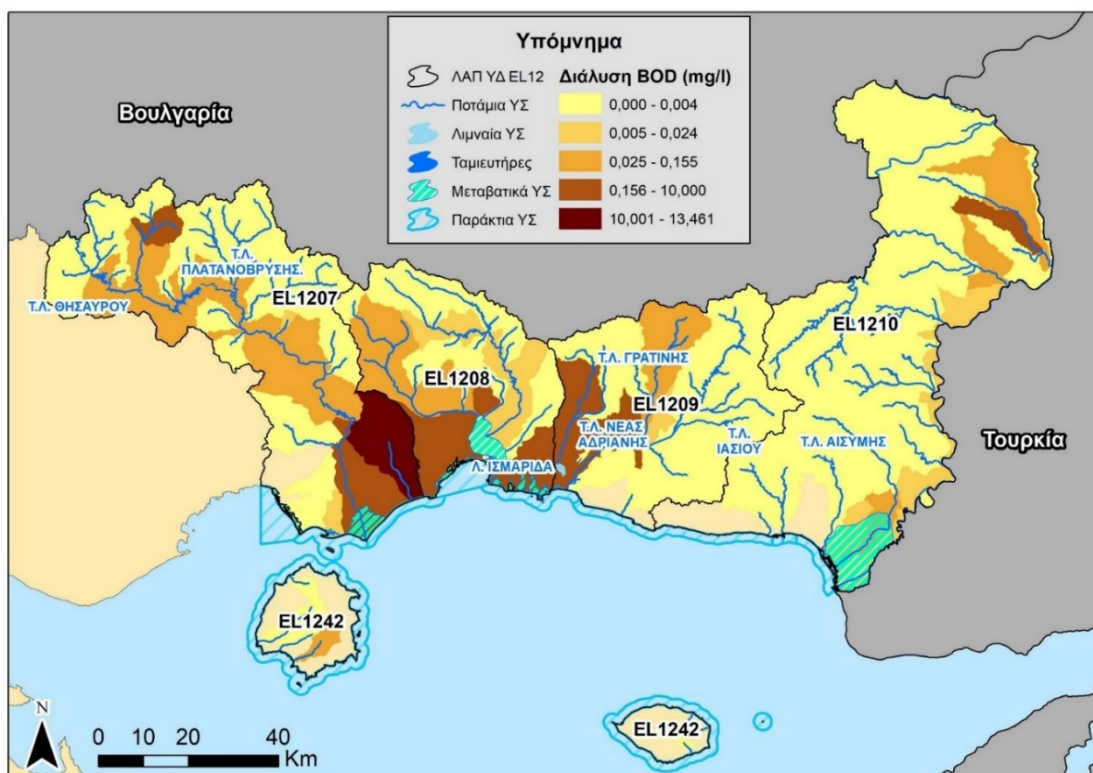 Υπόμνημα
ΛΑΠ ΥΔ EL12
Ποτάμια ΥΣ
Λιμναία ΥΣ
Ταμιευτήρες
Μεταβατικά ΥΣ
Παράκτια ΥΣ
Διάλυση BOD (mg/l)
0,000 - 0,004
0,005 - 0,024
0,025 - 0,155
0,156 - 10,000
10,001 - 13,461
Βουλγαρία
Τ.Λ.
ΠΛΑΤΑΝΟΒΡΥΣΗΣ
Τ.Λ. ΘΗΣΑΥΡΟΥ
EL1207
EL1208
Τ.Λ. ΓΡΑΤΙΝΗΣ
EL1209
EL1210
Τ.Λ. ΝΕΑΣ
ΑΔΡΙΑΝΗΣ
Τ.Λ.
ΙΑΣΙΟΥ
Τ.Λ. ΑΙΣΥΜΗΣ
Τουρκία
Λ. ΙΣΜΑΡΙΔΑ
EL1242
EL1242
N
0 10 20 40
Km